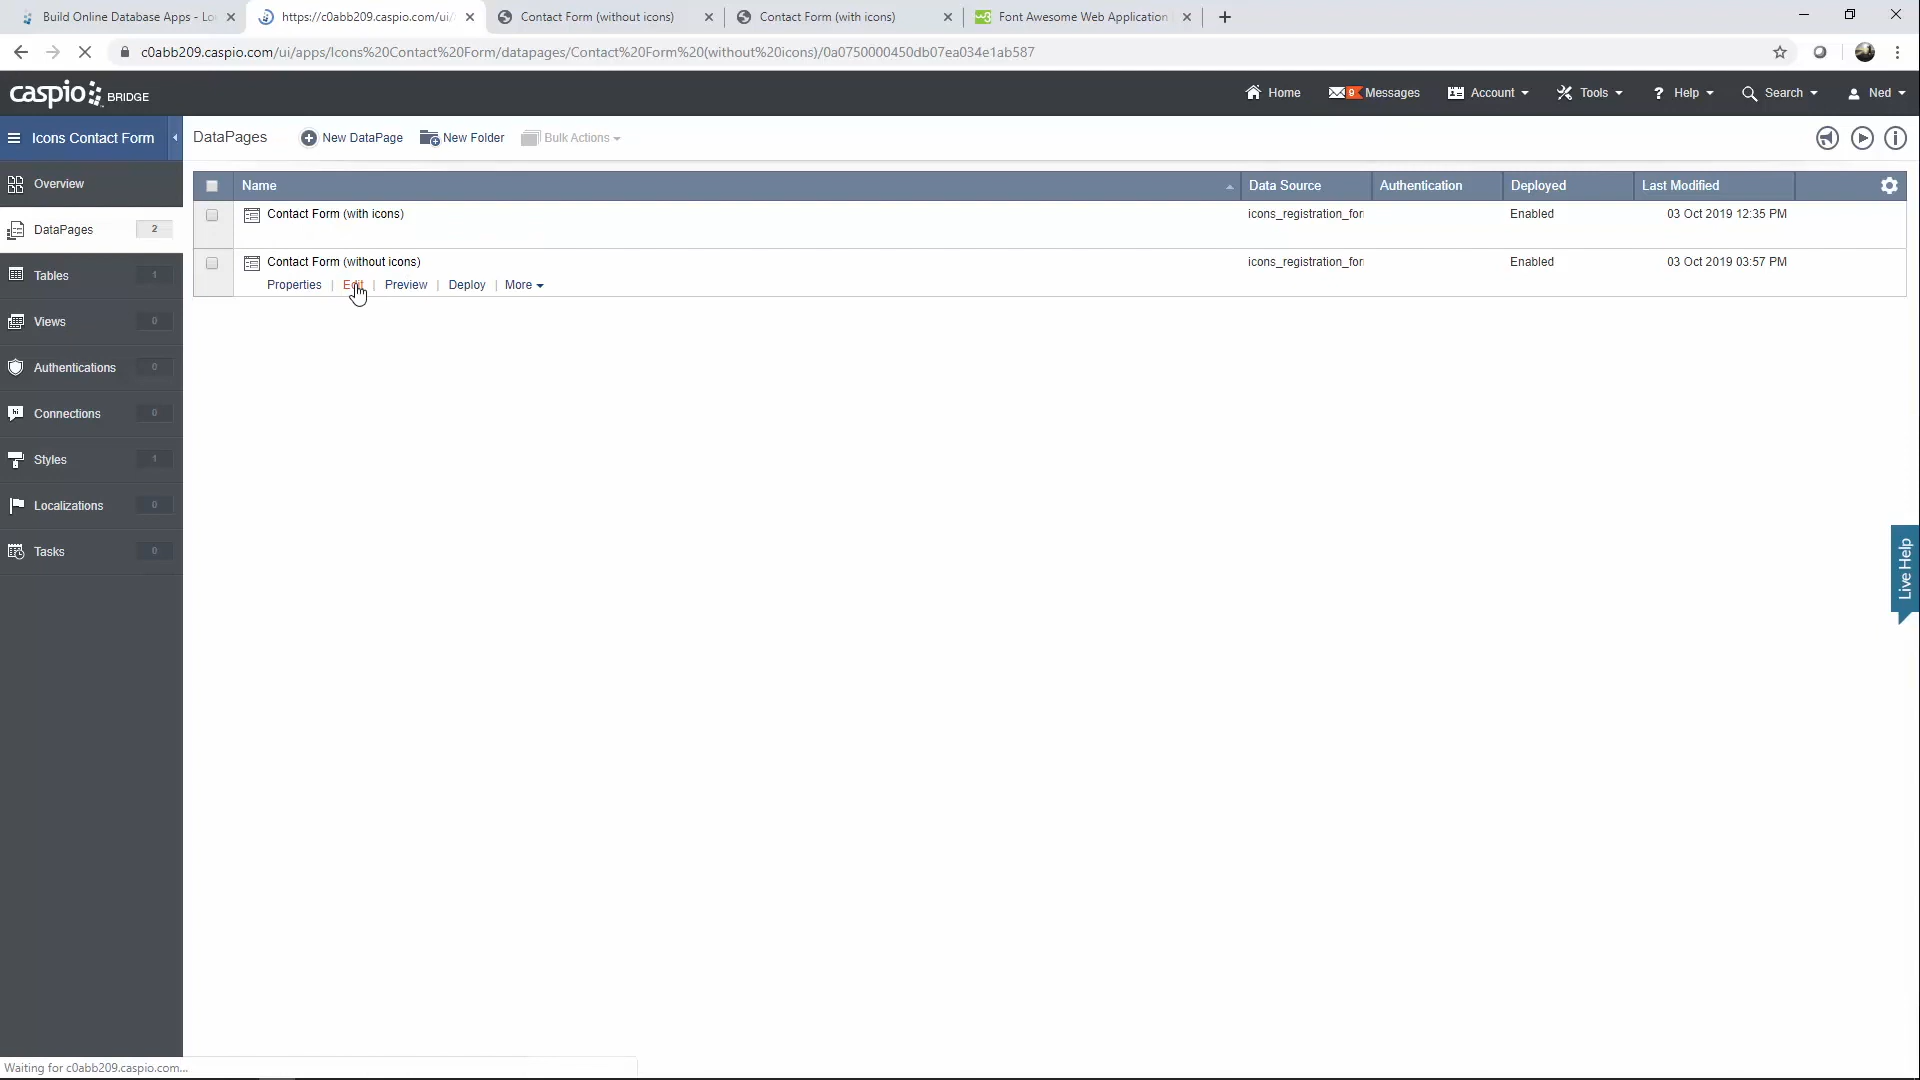 Build Online Database Apps - Lo
https://c0abb209.caspio.com/ui/
Contact Form (without icons)
Contact Form (with icons)
Font Awesome Web Application
c0abb209.caspio.com/ui/apps/Icons%20Contact%20Form/datapages/Contact%20Form%20(without%20icons)/0a0750000450db07ea034e1ab587
caspio BRIDGE
Home
9 Messages
Account
Tools
? Help
Search
Ned
Icons Contact Form
DataPages
New DataPage
New Folder
Bulk Actions
Overview
DataPages 2
Tables 1
Views 0
Authentications 0
Connections 0
Styles 1
Localizations 0
Tasks 0
Name Data Source Authentication Deployed Last Modified
Contact Form (with icons) icons_registration_for Enabled 03 Oct 2019 12:35 PM
Contact Form (without icons) icons_registration_for Enabled 03 Oct 2019 03:57 PM
Properties | Edit | Preview | Deploy | More
Live Help
Waiting for c0abb209.caspio.com...